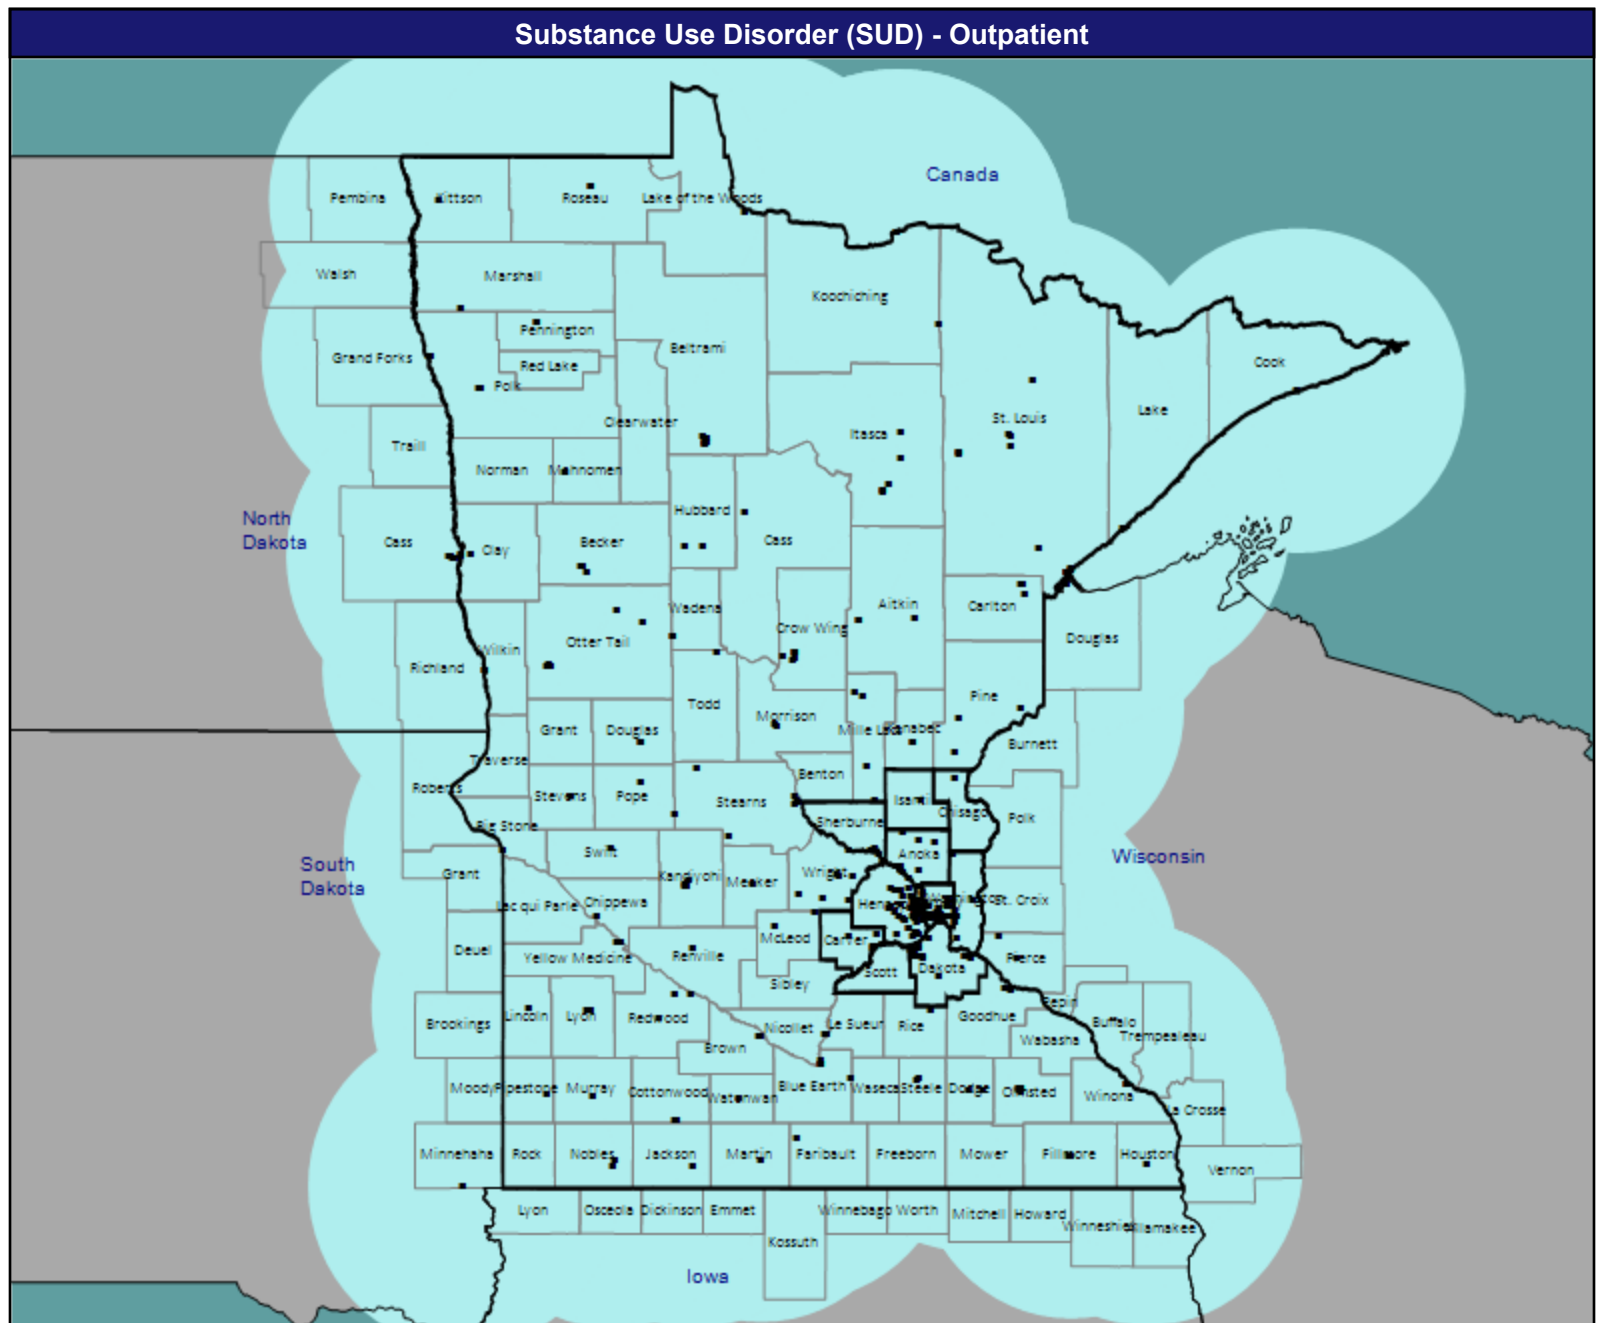 Substance Use Disorder (SUD) - Outpatient
Canada
Pembina
Kittson
Roseau
Lake of the Woods
Walsh
Marshall
Koochiching
Pennington
Grand Forks
Red Lake
Beltrami
Cook
Polk
Lake
Clearwater
St. Louis
Itasca
Traill
Norman
Mahnomen
Hubbard
North
Dakota
Cass
Clay
Becker
Cass
Wadena
Aitkin
Carlton
Crow Wing
Otter Tail
Douglas
Wilkin
Richland
Pine
Todd
Morrison
Grant
Douglas
Mille Lacs
Kanabec
Burnett
Traverse
Benton
Roberts
Stevens
Pope
Stearns
Isanti
Chisago
Polk
Big Stone
Sherburne
Swift
Anoka
Wisconsin
South
Dakota
Grant
Kandiyohi
Meeker
Wright
Lac qui Parle
Chippewa
Washington
St. Croix
McLeod
Carver
Deuel
Yellow Medicine
Renville
Pierce
Scott
Dakota
Sibley
Pepin
Brookings
Lincoln
Lyon
Redwood
Nicollet
Le Sueur
Rice
Goodhue
Buffalo
Trempealeau
Wabasha
Brown
Moody
Pipestone
Murray
Cottonwood
Watonwan
Blue Earth
Waseca
Steele
Dodge
Olmsted
Winona
La Crosse
Minnehaha
Rock
Nobles
Jackson
Martin
Faribault
Freeborn
Mower
Fillmore
Houston
Vernon
Lyon
Osceola
Dickinson
Emmet
Winnebago
Worth
Mitchell
Howard
Winneshiek
Allamakee
Kossuth
Iowa